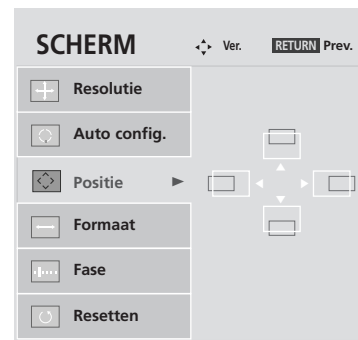 SCHERM Ver. RETURN Prev.
Resolutie
Auto config.
Positie
Formaat
Fase
Resetten